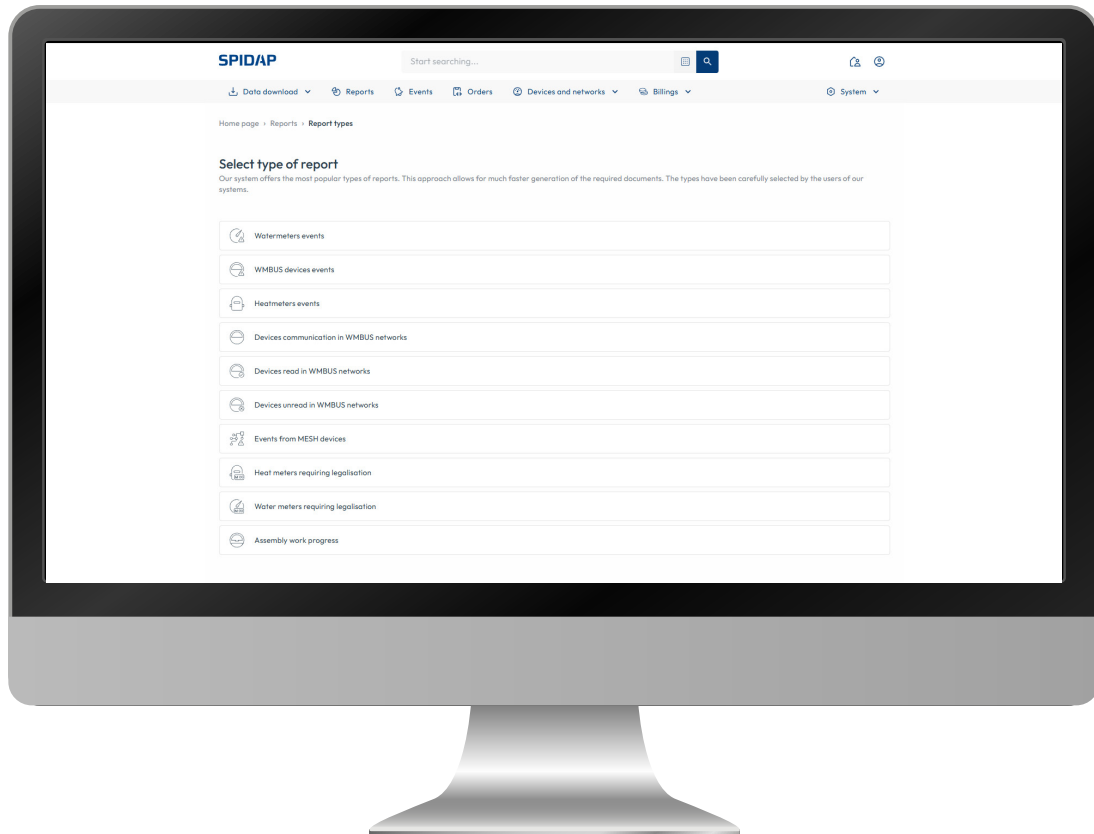 SPIDAP
Start searching...
Data download
Reports
Events
Orders
Devices and networks
Billings
System
Home page › Reports › Report types
Select type of report
Our system offers the most popular types of reports. This approach allows for much faster generation of the required documents. The types have been carefully selected by the users of our
systems.
Watermeters events
WMBUS devices events
Heatmeters events
Devices communication in WMBUS networks
Devices read in WMBUS networks
Devices unread in WMBUS networks
Events from MESH devices
Heat meters requiring legalisation
Water meters requiring legalisation
Assembly work progress